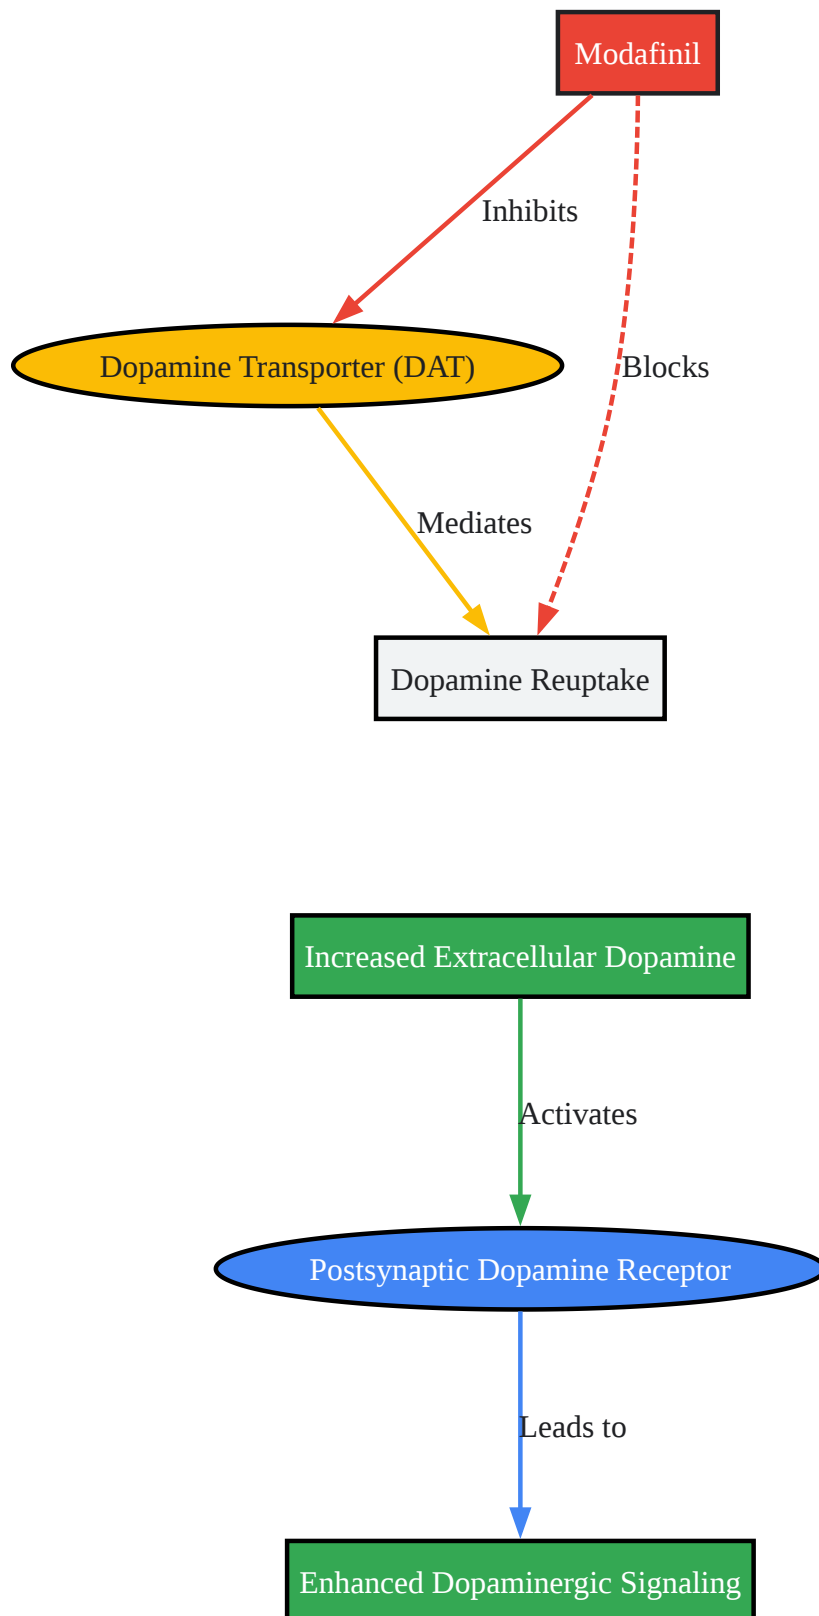 Modafinil
Inhibits
Dopamine Transporter (DAT)
Blocks
Mediates
Dopamine Reuptake
Increased Extracellular Dopamine
Activates
Postsynaptic Dopamine Receptor
Leads to
Enhanced Dopaminergic Signaling